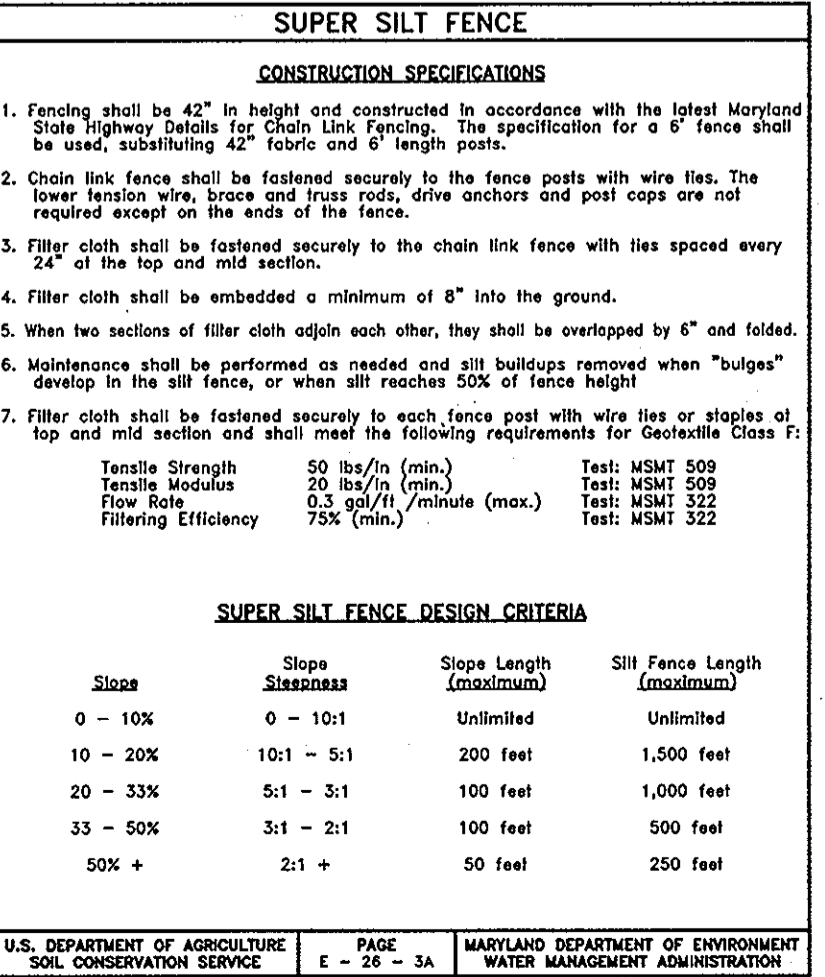 SUPER SILT FENCE
CONSTRUCTION SPECIFICATIONS
1. Fencing shall be 42" in height and constructed in accordance with the latest Maryland
State Highway Details for Chain Link Fencing. The specification for a 6' fence shall
be used, substituting 42" fabric and 6' length posts.
2. Chain link fence shall be fastened securely to the fence posts with wire ties. The
lower tension wire, brace and truss rods, drive anchors and post caps are not
required except on the ends of the fence.
3. Filter cloth shall be fastened securely to the chain link fence with ties spaced every
24" at the top and mid section.
4. Filter cloth shall be embedded a minimum of 8" into the ground.
5. When two sections of filter cloth adjoin each other, they shall be overlapped by 6" and folded.
6. Maintenance shall be performed as needed and silt buildups removed when "bulges"
develop in the silt fence, or when silt reaches 50% of fence height
7. Filter cloth shall be fastened securely to each fence post with wire ties or staples at
top and mid section and shall meet the following requirements for Geotextile Class F:
Tensile Strength 50 lbs/in (min.) Test: MSMT 509
Tensile Modulus 20 lbs/in (min.) Test: MSMT 509
Flow Rate 0.3 gal/ft /minute (max.) Test: MSMT 322
Filtering Efficiency 75% (min.) Test: MSMT 322
SUPER SILT FENCE DESIGN CRITERIA
Slope Slope Length Silt Fence Length
Slope Steepness (maximum) (maximum)
0 - 10% 0 - 10:1 Unlimited Unlimited
10 - 20% 10:1 - 5:1 200 feet 1,500 feet
20 - 33% 5:1 - 3:1 100 feet 1,000 feet
33 - 50% 3:1 - 2:1 100 feet 500 feet
50% + 2:1 + 50 feet 250 feet
U.S. DEPARTMENT OF AGRICULTURE PAGE MARYLAND DEPARTMENT OF ENVIRONMENT
SOIL CONSERVATION SERVICE E - 26 - 3A WATER MANAGEMENT ADMINISTRATION